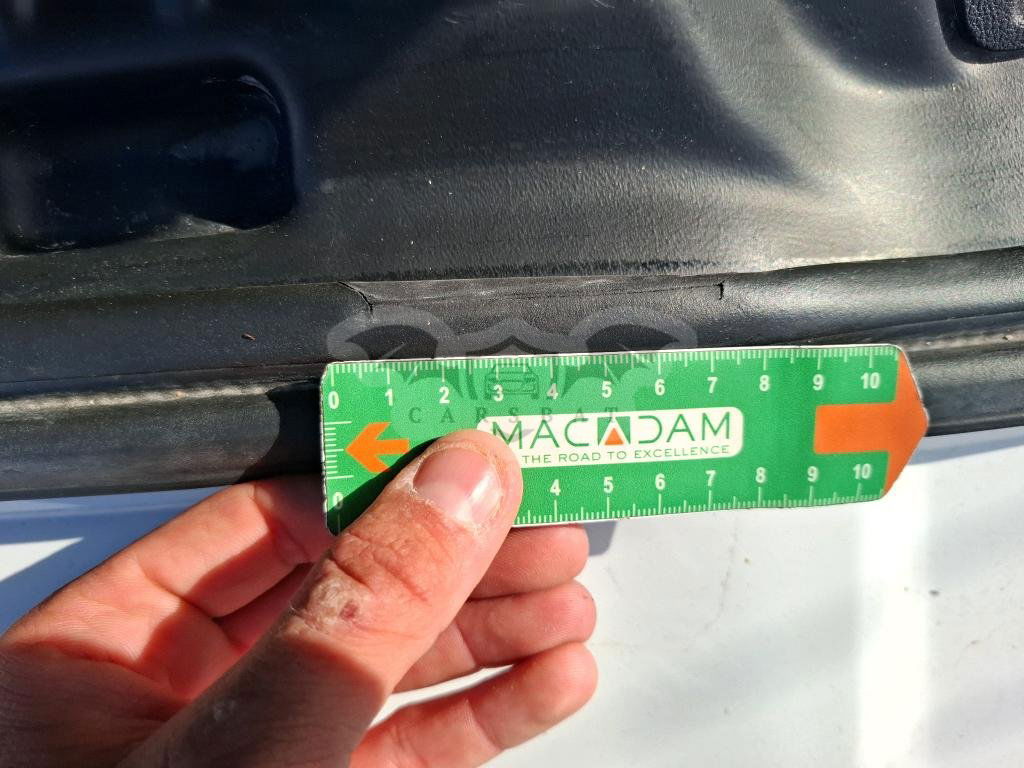 0 1 2 3 4 5 6 7 8 9 10
CARSPAT
MACADAM
THE ROAD TO EXCELLENCE
0 4 5 6 7 8 9 10